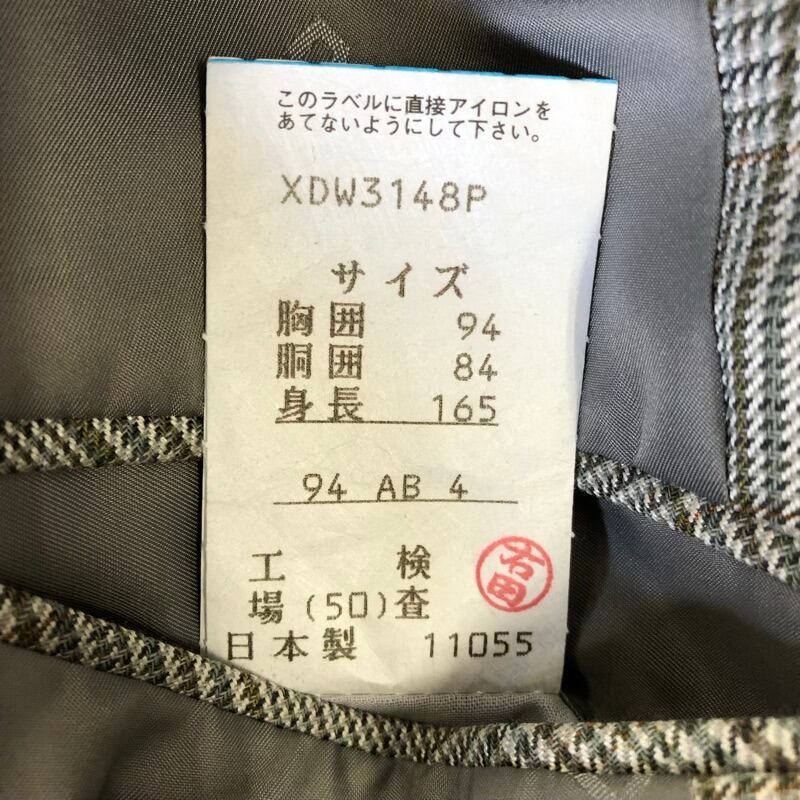 このラベルに直接アイロンを
あてないようにして下さい。
XDW3148P
サイズ
胸囲 94
胴囲 84
身長 165
94 AB 4
工 検
場(50)査
右田
日本製 11055